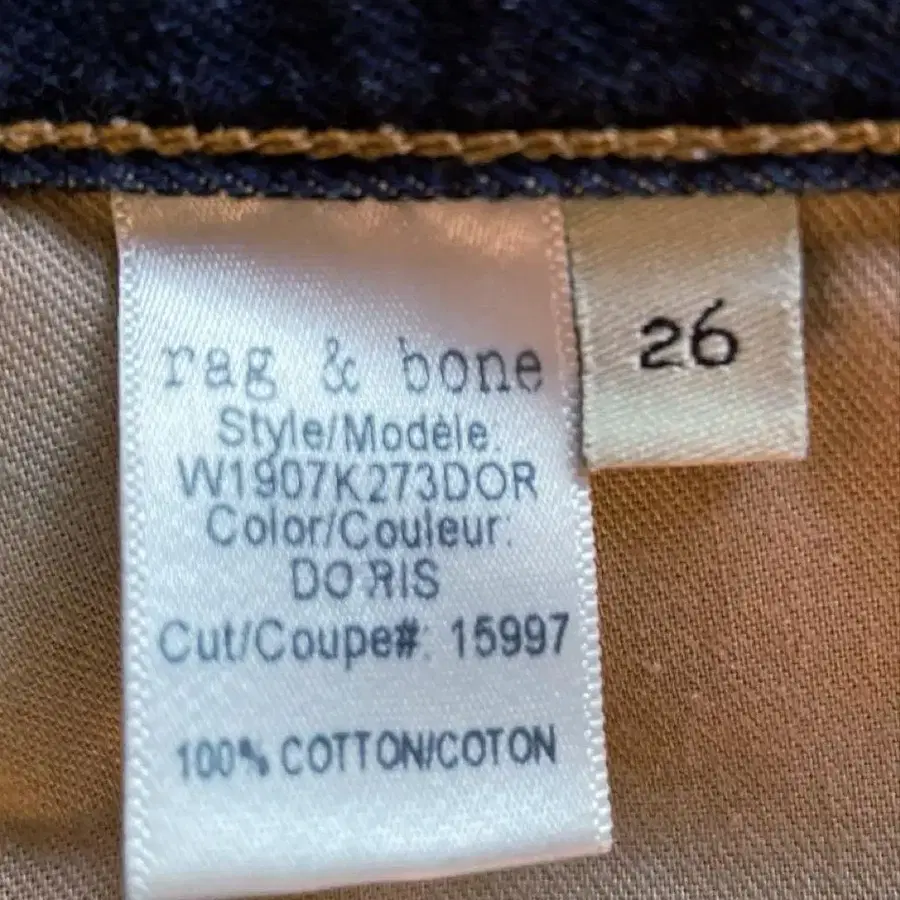 rag & bone
Style/Modèle:
W1907K273DOR
Color/Couleur:
DORIS
Cut/Coupe#: 15997
100% COTTON/COTON
26